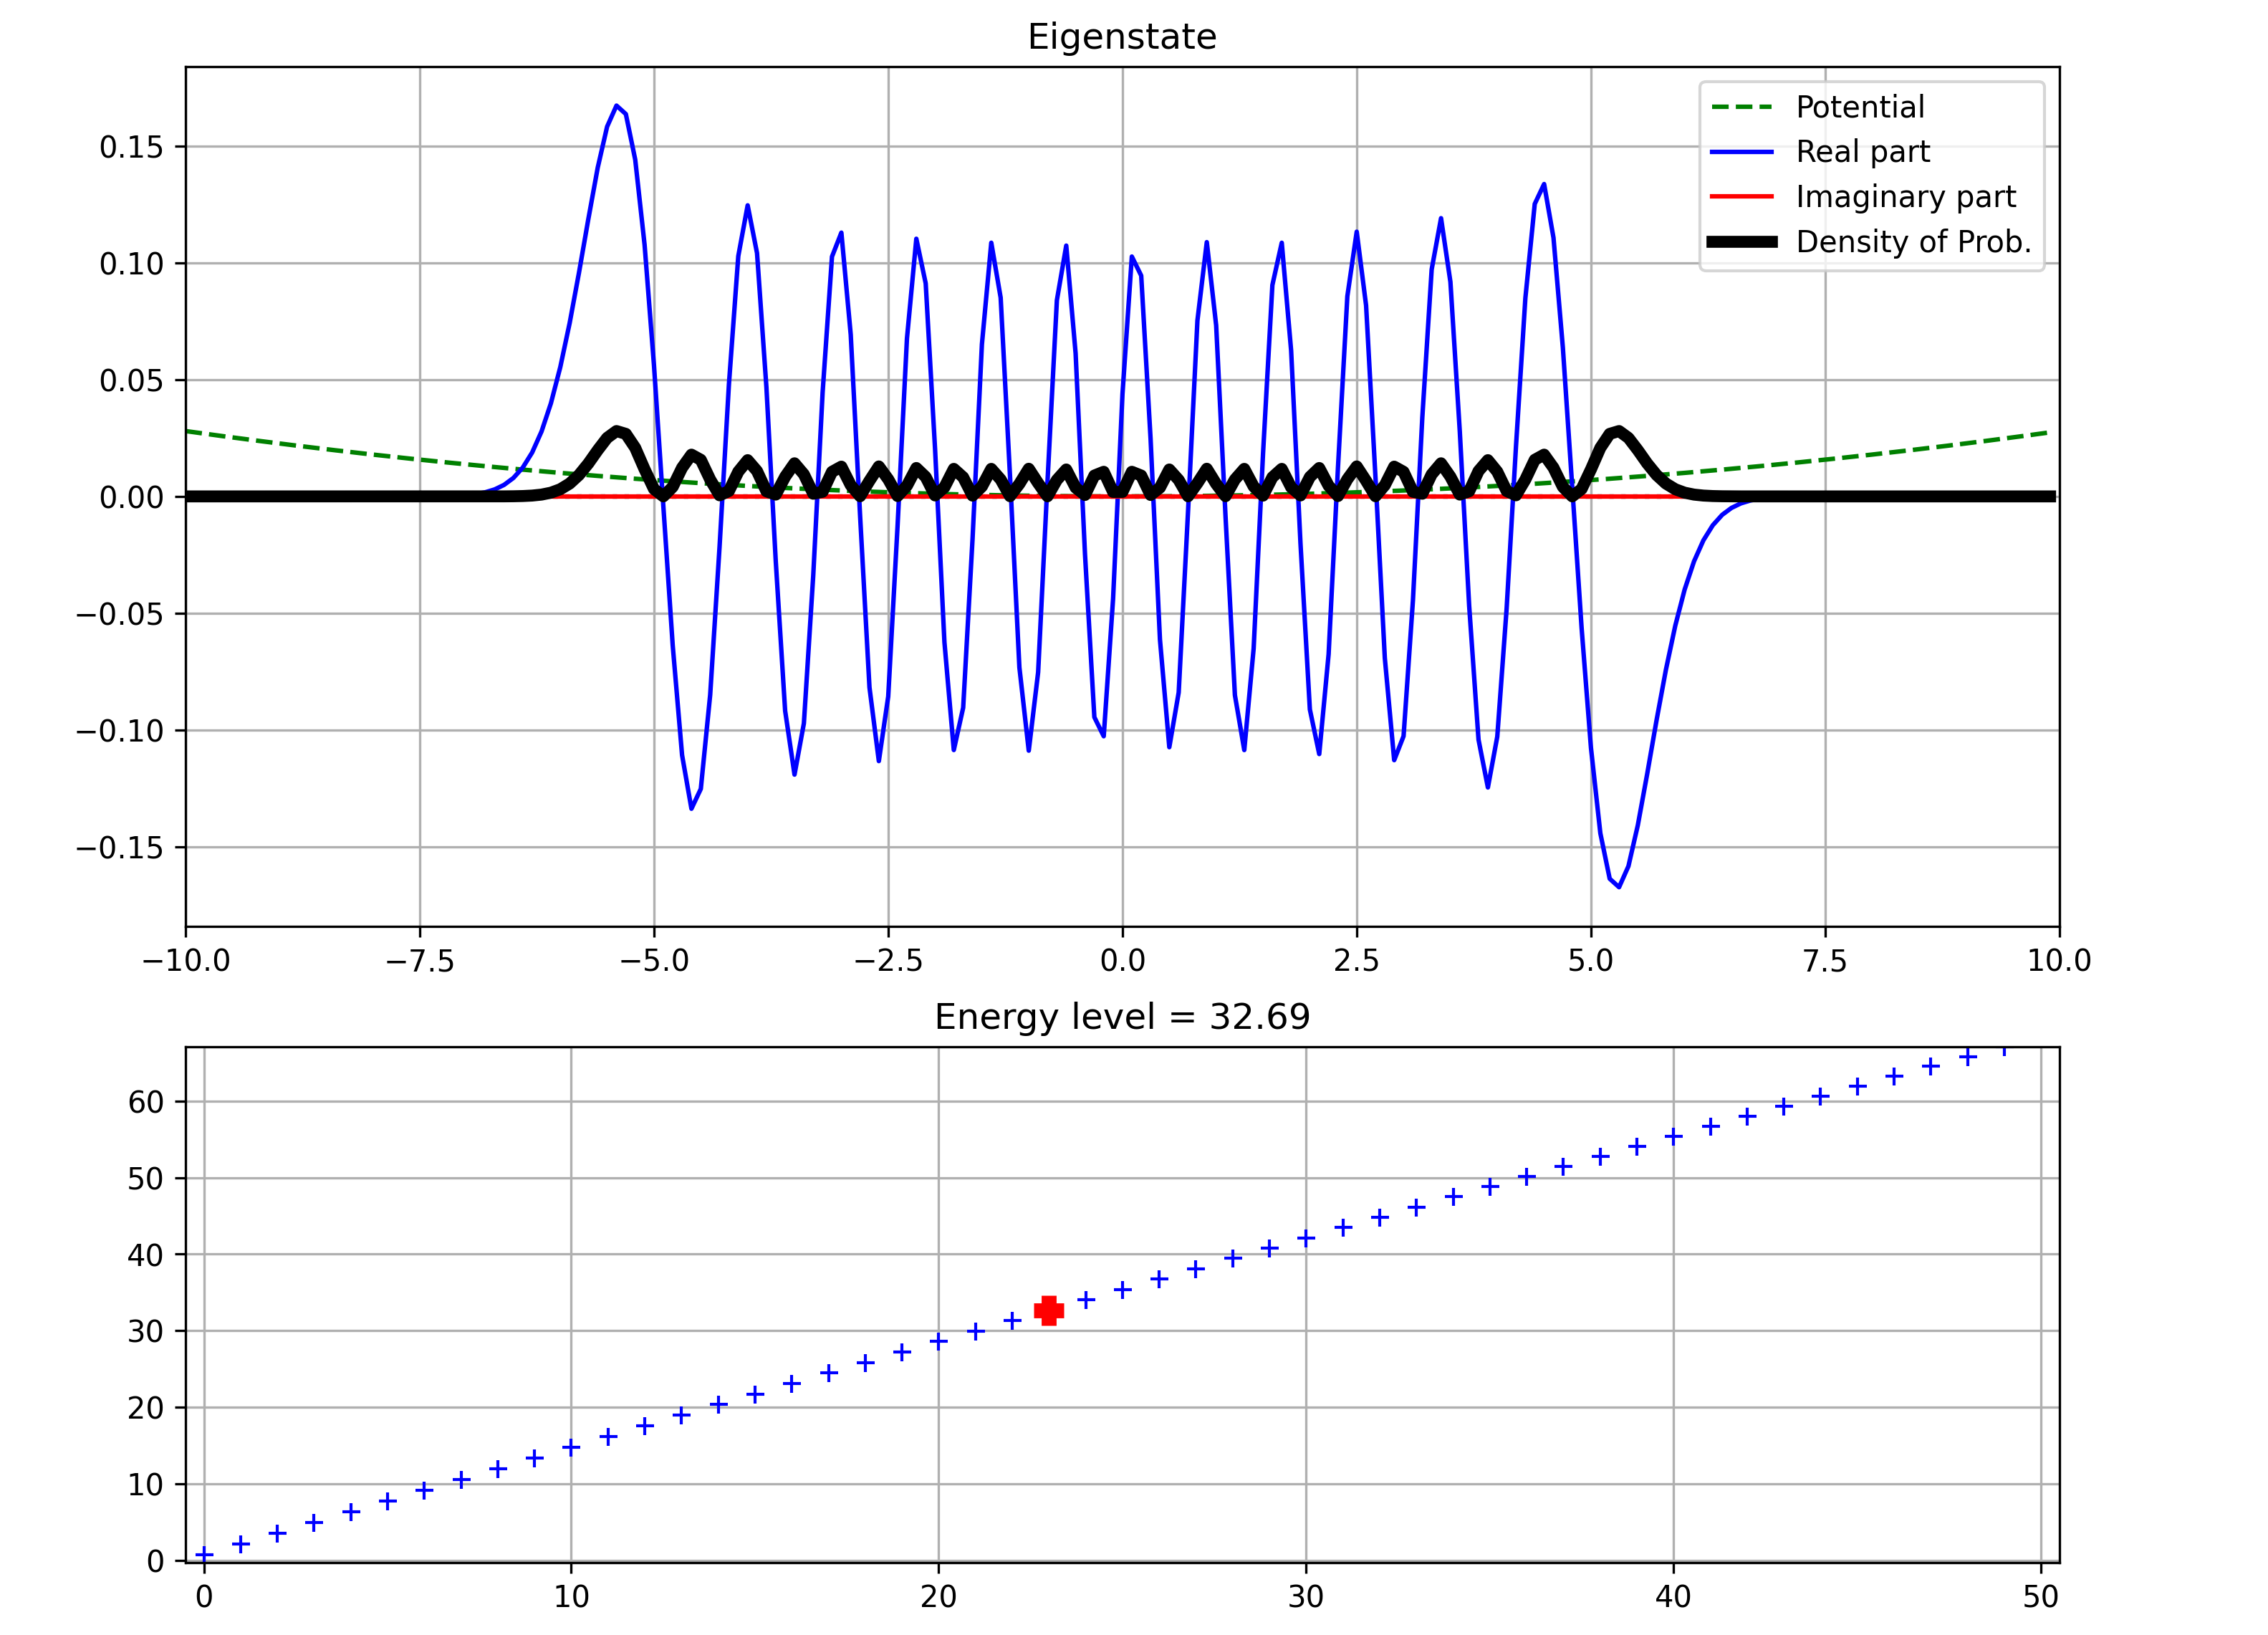 Eigenstate
Potential
Real part
Imaginary part
Density of Prob.
0.15
0.10
0.05
0.00
−0.05
−0.10
−0.15
−10.0 −7.5 −5.0 −2.5 0.0 2.5 5.0 7.5 10.0
Energy level = 32.69
60
50
40
30
20
10
0
0 10 20 30 40 50